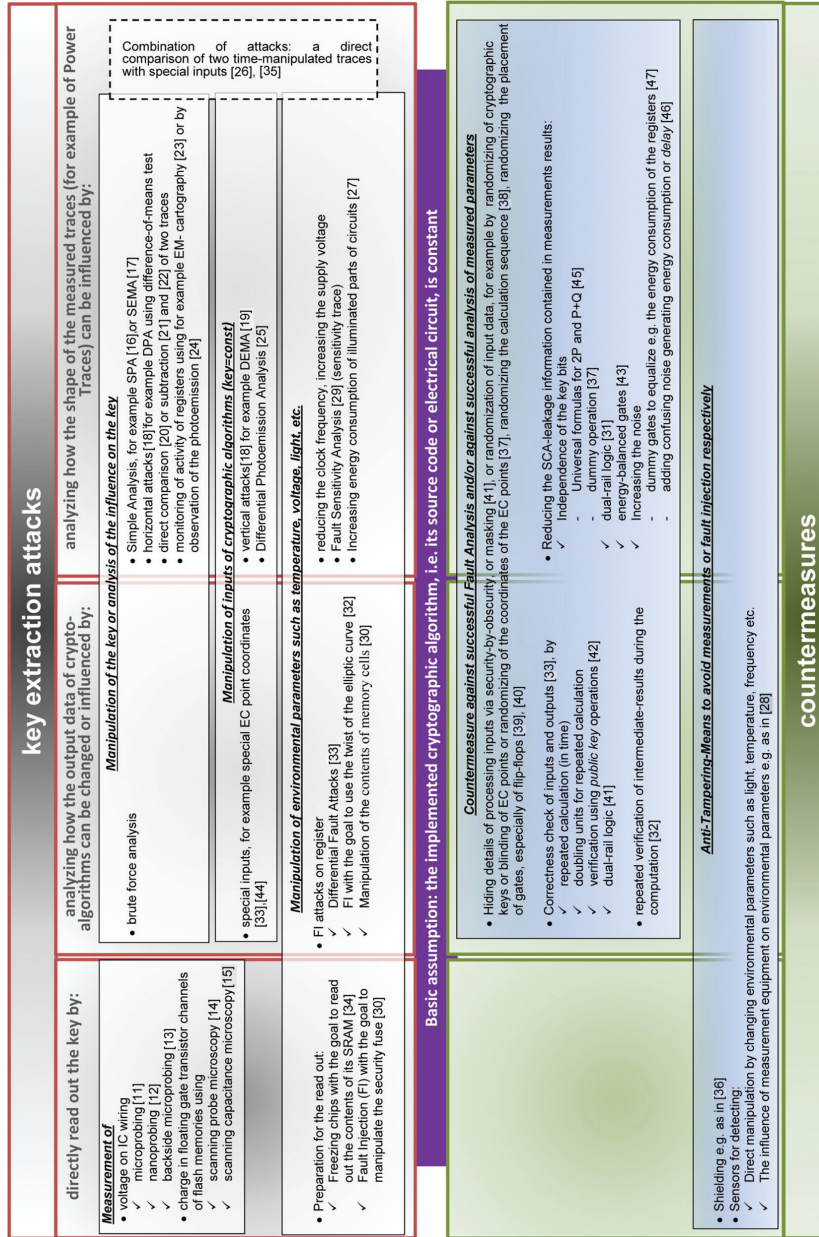 key extraction attacks
directly read out the key by:
analyzing how the output data of crypto-
algorithms can be changed or influenced by:
analyzing how the shape of the measured traces (for example of Power
Traces) can be influenced by:
Measurement of
• voltage on IC wiring
✓ microprobing [11]
✓ nanoprobing [12]
✓ backside microprobing [13]
• charge in floating gate transistor channels
of flash memories using
✓ scanning probe microscopy [14]
✓ scanning capacitance microscopy[15]
Manipulation of the key or analysis of the influence on the key
• brute force analysis
• Simple Analysis, for example SPA [16],or SEMA [17]
• horizontal attacks [18] for example DPA using difference-of-means test
• direct comparison [20] or subtraction [21] and [22] of two traces
• monitoring of activity of registers using for example EM- cartography [23] or by
observation of the photoemission [24]
Combination of attacks: a direct
comparison of two time-manipulated traces
with special inputs [26], [35]
Manipulation of inputs of cryptographic algorithms (key=const)
• special inputs, for example special EC point coordinates
[33],[44]
• vertical attacks[18] for example DEMA [19]
• Differential Photoemission Analysis [25]
Manipulation of environmental parameters such as temperature, voltage, light, etc.
• Preparation for the read out:
✓ Freezing chips with the goal to read
out the contents of its SRAM [34]
✓ Fault Injection (FI) with the goal to
manipulate the security fuse [30]
• FI attacks on register
✓ Differential Fault Attacks [33]
✓ FI with the goal to use the twist of the elliptic curve [32]
✓ Manipulation of the contents of memory cells [30]
• reducing the clock frequency, increasing the supply voltage
• Fault Sensitivity Analysis [29] (sensitivity trace)
• Increasing energy consumption of illuminated parts of circuits [27]
Basic assumption: the implemented cryptographic algorithm, i.e. its source code or electrical circuit, is constant
Countermeasure against successful Fault Analysis and/or against successful analysis of measured parameters
• Hiding details of processing inputs via security-by-obscurity, or masking [41], or randomization of input data, for example by randomizing of cryptographic
keys or blinding of EC points or randomizing of the coordinates of the EC points [37], randomizing the calculation sequence [38], randomizing the placement
of gates, especially of flip-flops [39], [40]
• Correctness check of inputs and outputs [33], by
✓ repeated calculation (in time)
✓ doubling units for repeated calculation
✓ verification using public key operations [42]
✓ dual-rail logic [41]
• repeated verification of intermediate-results during the
computation [32]
• Reducing the SCA-leakage information contained in measurements results:
✓ Independence of the key bits
- Universal formulas for 2P and P+Q [45]
- dummy operation [37]
✓ dual-rail logic [31]
✓ energy-balanced gates [43]
✓ Increasing the noise
- dummy gates to equalize e.g. the energy consumption of the registers [47]
- adding confusing noise generating energy consumption or delay [46]
Anti-Tampering-Means to avoid measurements or fault injection respectively
• Shielding e.g. as in [36]
• Sensors for detecting:
✓ Direct manipulation by changing environmental parameters such as light, temperature, frequency etc.
✓ The influence of measurement equipment on environmental parameters e.g. as in [28]
countermeasures